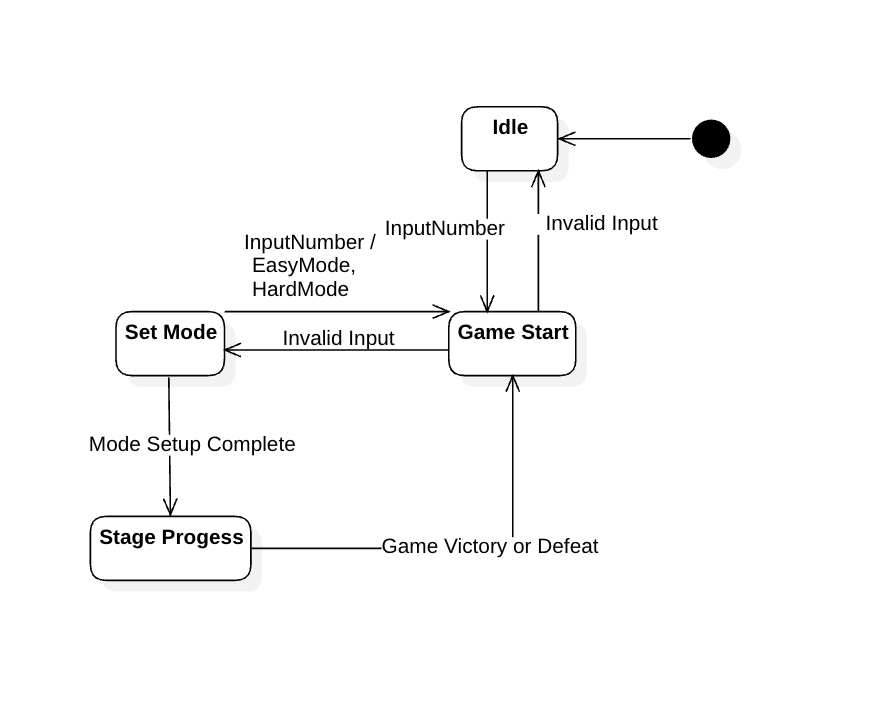 Idle
InputNumber
Invalid Input
InputNumber /
EasyMode,
HardMode
Set Mode
Invalid Input
Game Start
Mode Setup Complete
Stage Progess
Game Victory or Defeat